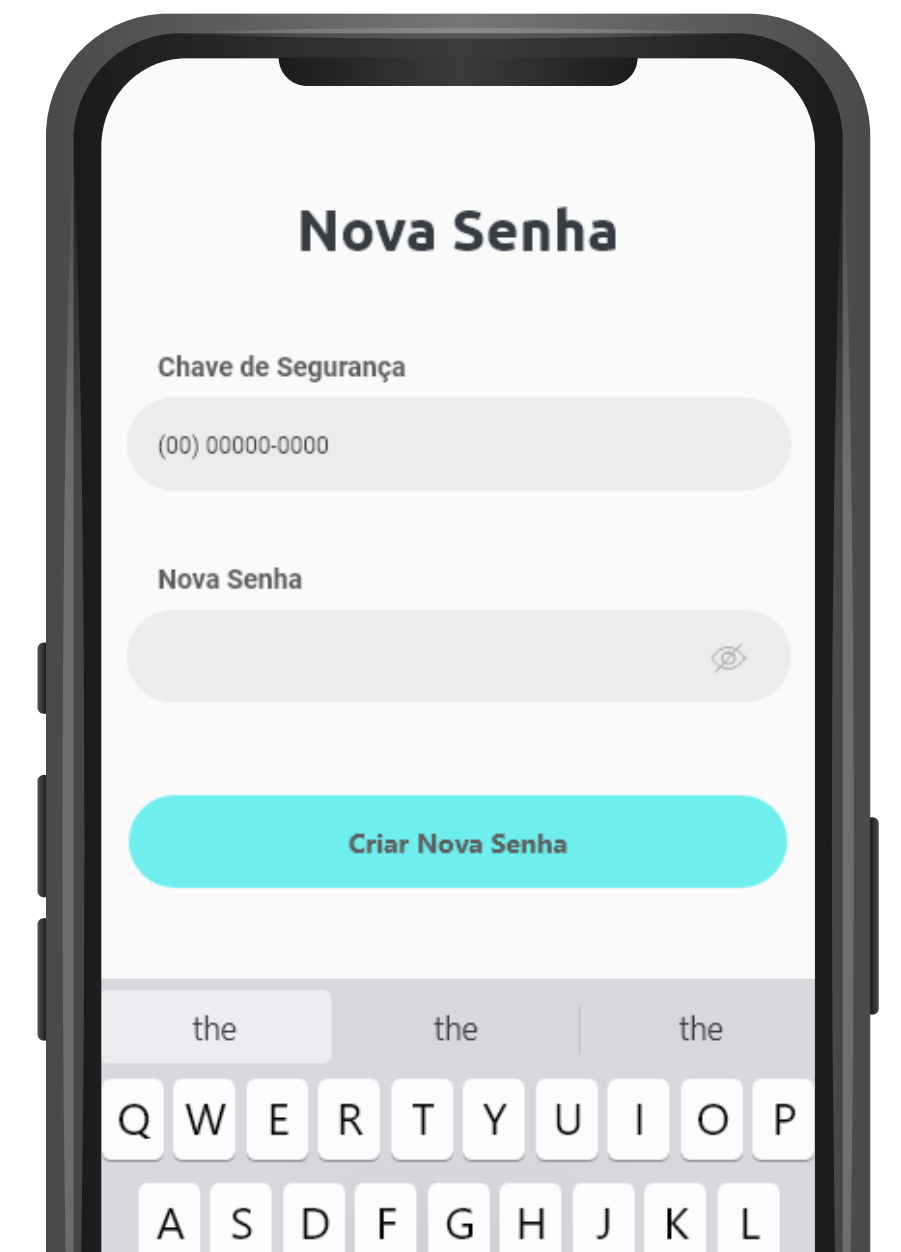 Nova Senha
Chave de Segurança
(00) 00000-0000
Nova Senha
Criar Nova Senha
the the the
Q W E R T Y U I O P
A S D F G H J K L